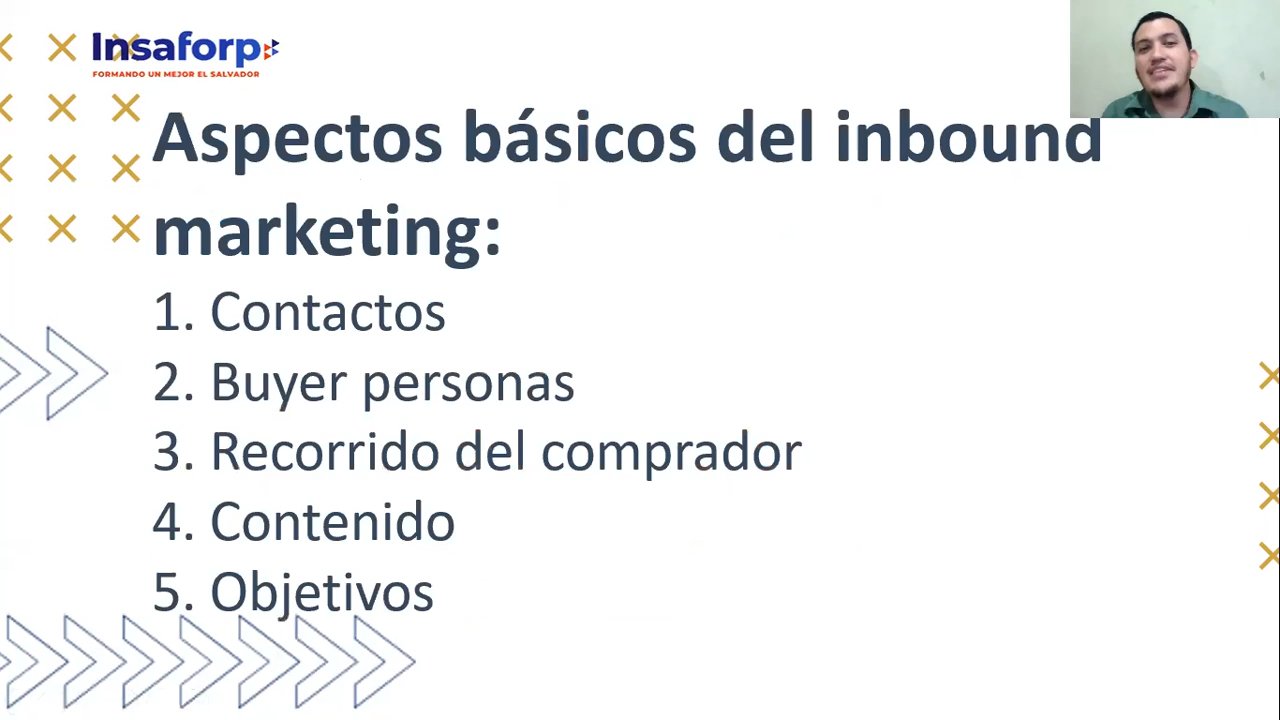 Insaforp
FORMANDO UN MEJOR EL SALVADOR
Aspectos básicos del inbound
marketing:
1. Contactos
2. Buyer personas
3. Recorrido del comprador
4. Contenido
5. Objetivos